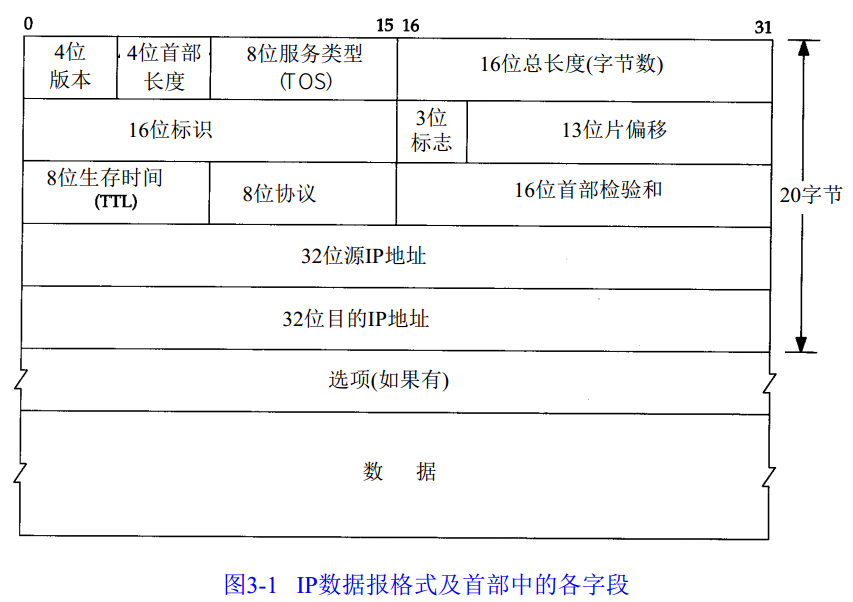 0 15 16 31
4位 4位首部 8位服务类型 16位总长度(字节数)
版本 长度 (TOS)
16位标识 3位 13位片偏移
标志
8位生存时间 8位协议 16位首部检验和 20字节
(TTL)
32位源IP地址
32位目的IP地址
选项(如果有)
数 据
图3-1 IP数据报格式及首部中的各字段